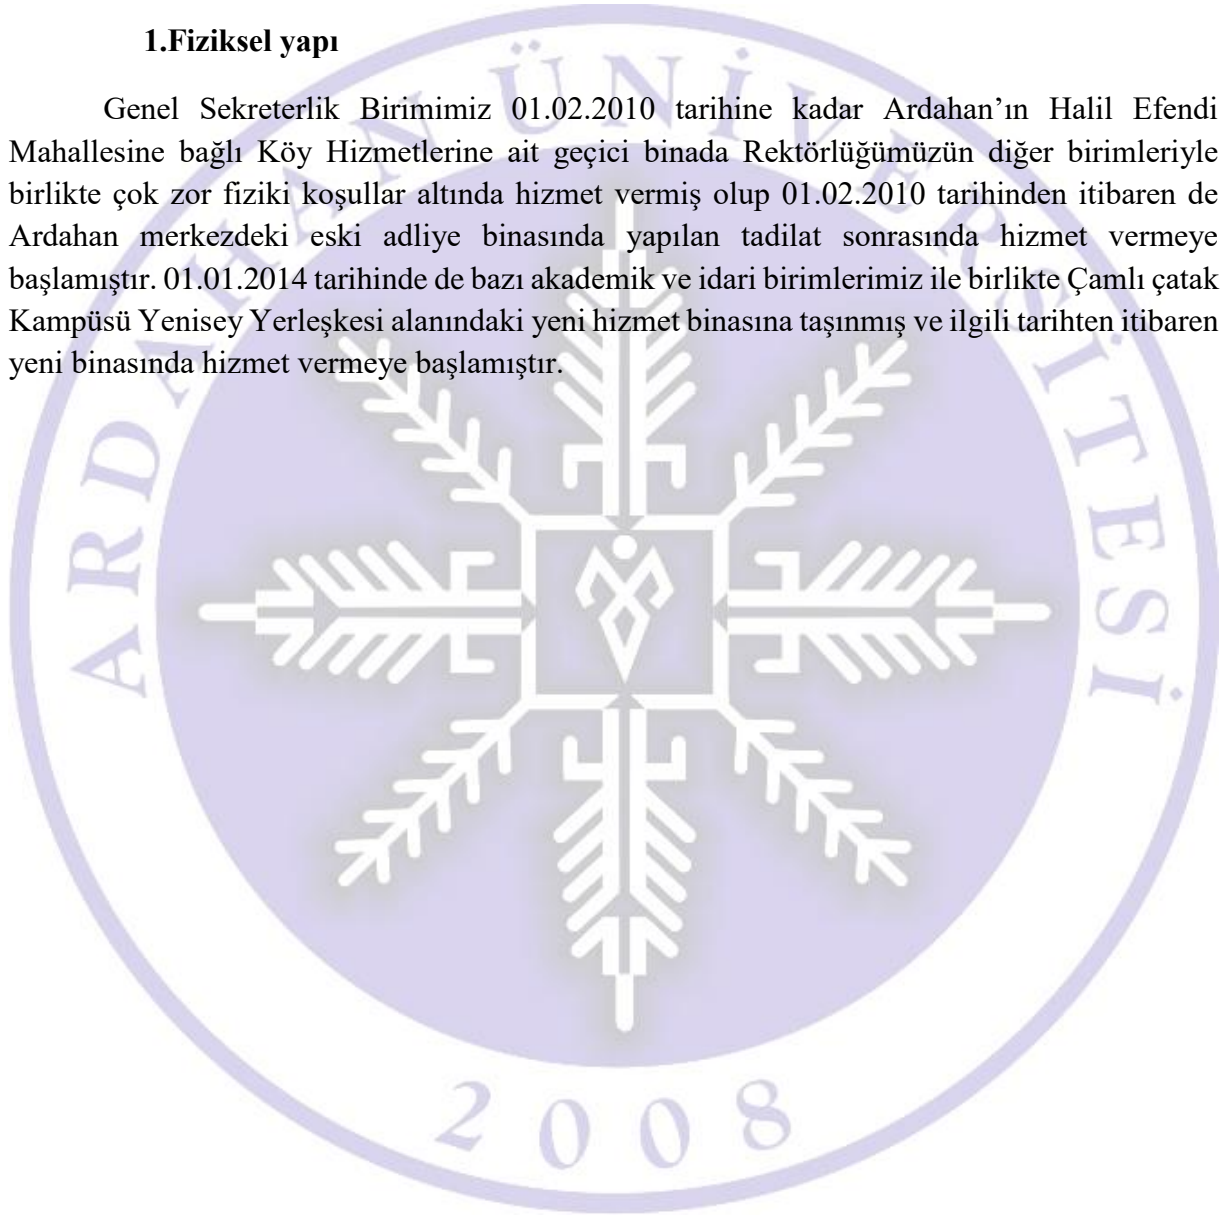 1.Fiziksel yapı
Genel Sekreterlik Birimimiz 01.02.2010 tarihine kadar Ardahan’ın Halil Efendi
Mahallesine bağlı Köy Hizmetlerine ait geçici binada Rektörlüğümüzün diğer birimleriyle
birlikte çok zor fiziki koşullar altında hizmet vermiş olup 01.02.2010 tarihinden itibaren de
Ardahan merkezdeki eski adliye binasında yapılan tadilat sonrasında hizmet vermeye
başlamıştır. 01.01.2014 tarihinde de bazı akademik ve idari birimlerimiz ile birlikte Çamlı çatak
Kampüsü Yenisey Yerleşkesi alanındaki yeni hizmet binasına taşınmış ve ilgili tarihten itibaren
yeni binasında hizmet vermeye başlamıştır.
ARDAHAN ÜNİVERSİTESİ
2008